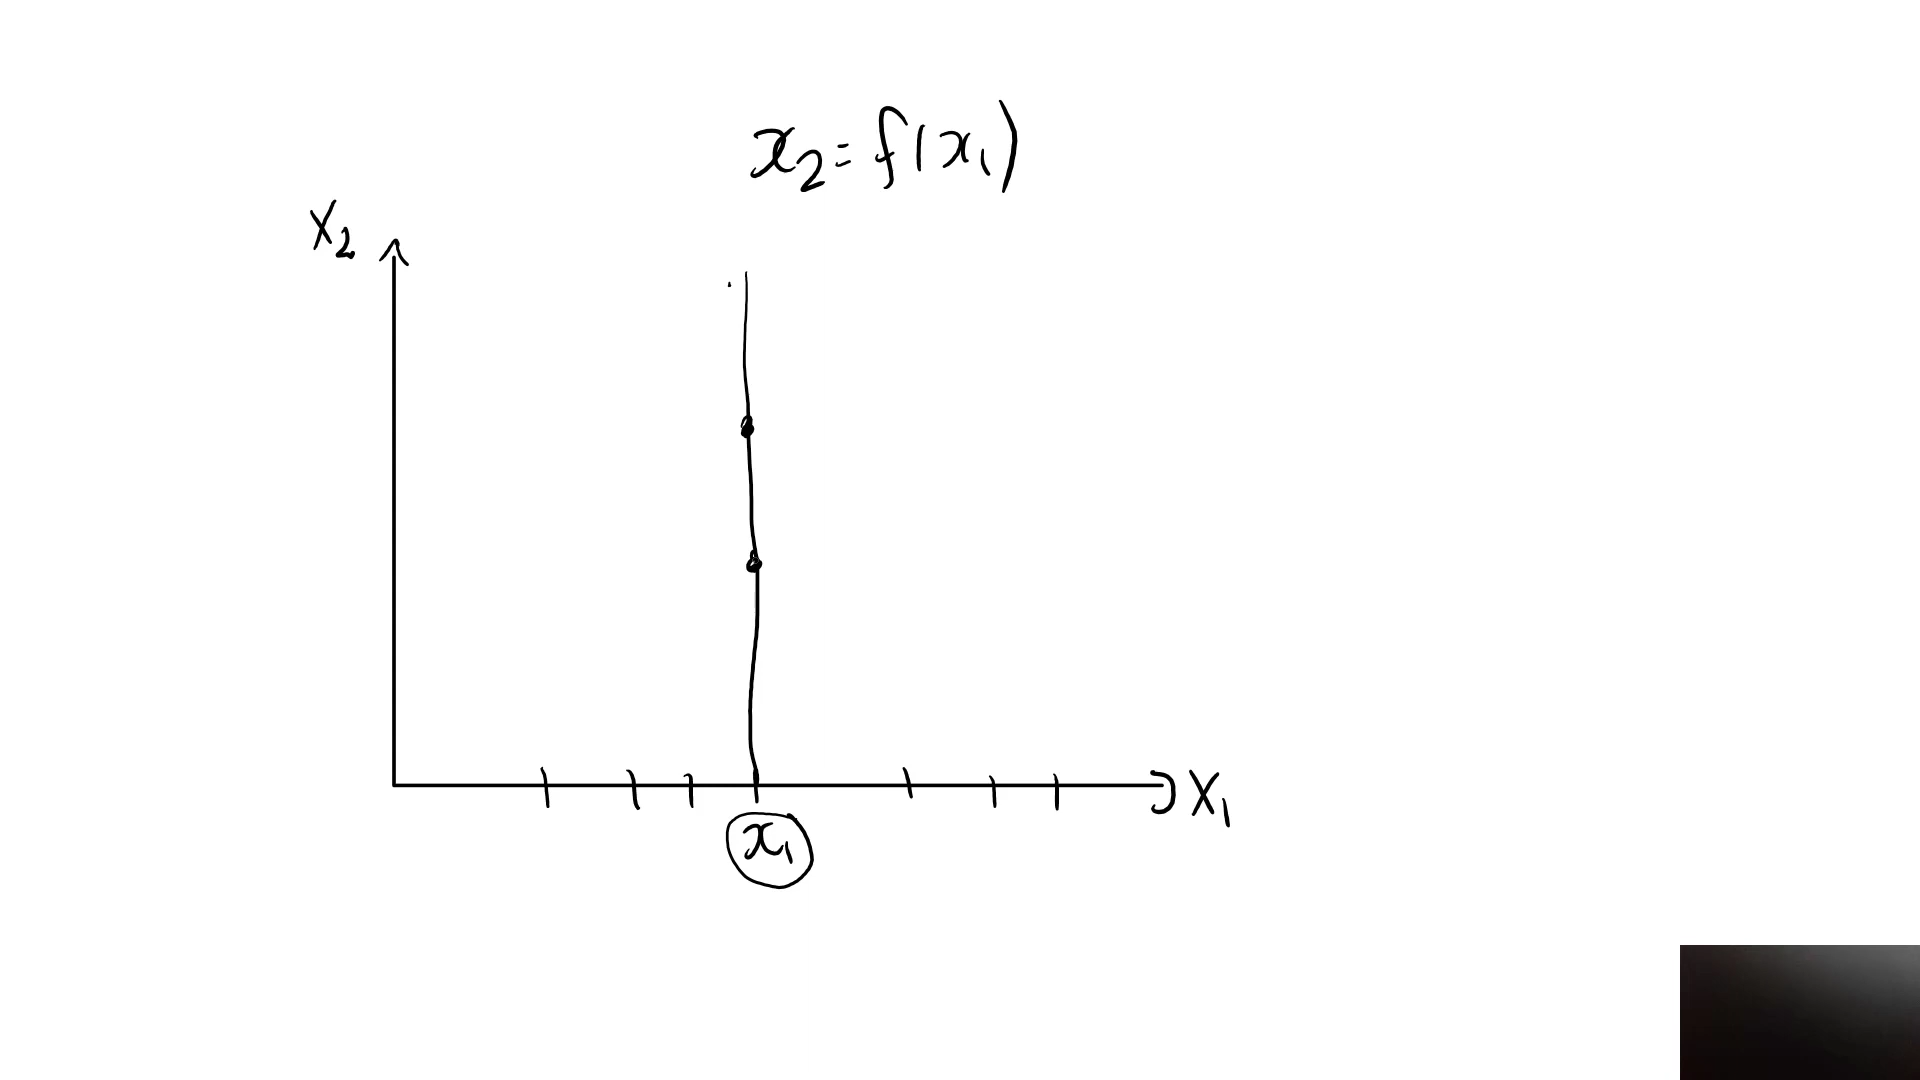 x₂ = f(x₁)
X₂
X₁
x₁